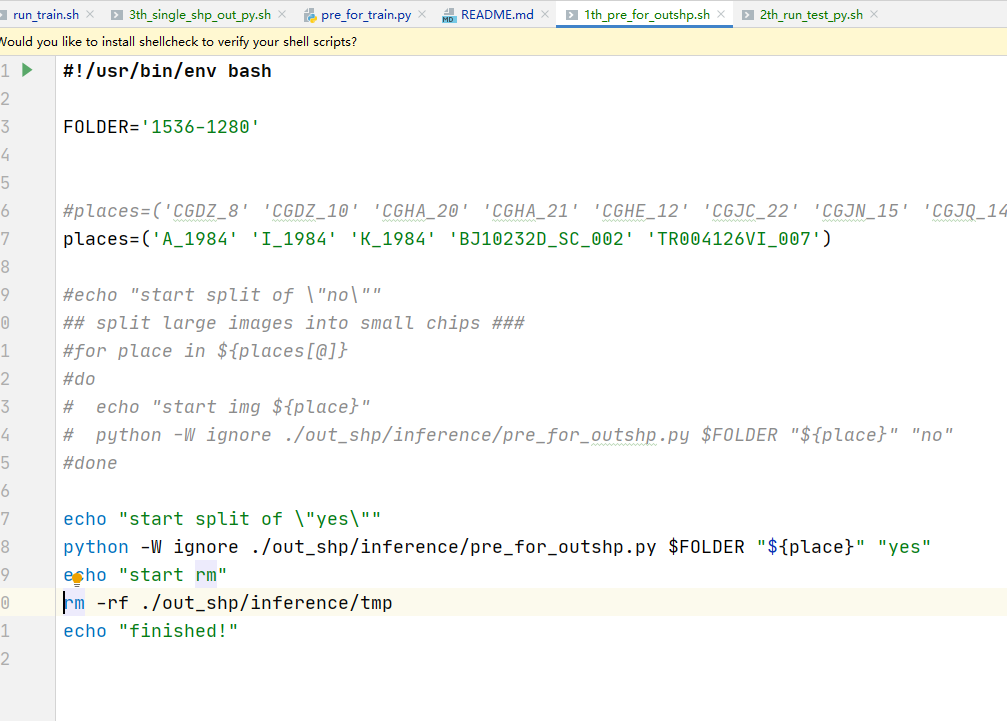 run_train.sh 3th_single_shp_out_py.sh pre_for_train.py README.md 1th_pre_for_outshp.sh 2th_run_test_py.sh
Would you like to install shellcheck to verify your shell scripts?
1 #!/usr/bin/env bash
2
3 FOLDER='1536-1280'
4
5
6 #places=('CGDZ_8' 'CGDZ_10' 'CGHA_20' 'CGHA_21' 'CGHE_12' 'CGJC_22' 'CGJN_15' 'CGJQ_14
7 places=('A_1984' 'I_1984' 'K_1984' 'BJ10232D_SC_002' 'TR004126VI_007')
8
9 #echo "start split of \"no\""
0 ## split large images into small chips ###
1 #for place in ${places[@]}
2 #do
3 #  echo "start img ${place}"
4 #  python -W ignore ./out_shp/inference/pre_for_outshp.py $FOLDER "${place}" "no"
5 #done
6
7 echo "start split of \"yes\""
8 python -W ignore ./out_shp/inference/pre_for_outshp.py $FOLDER "${place}" "yes"
9 echo "start rm"
0 rm -rf ./out_shp/inference/tmp
1 echo "finished!"
2